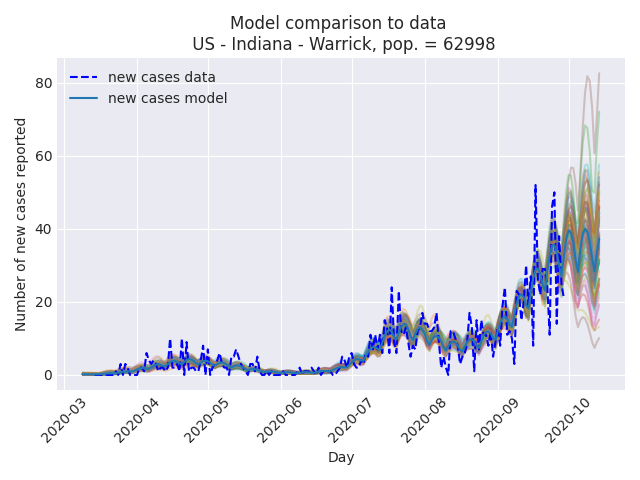 Model comparison to data
US - Indiana - Warrick, pop. = 62998
new cases data
new cases model
Number of new cases reported
80
60
40
20
0
2020-03
2020-04
2020-05
2020-06
2020-07
2020-08
2020-09
2020-10
Day